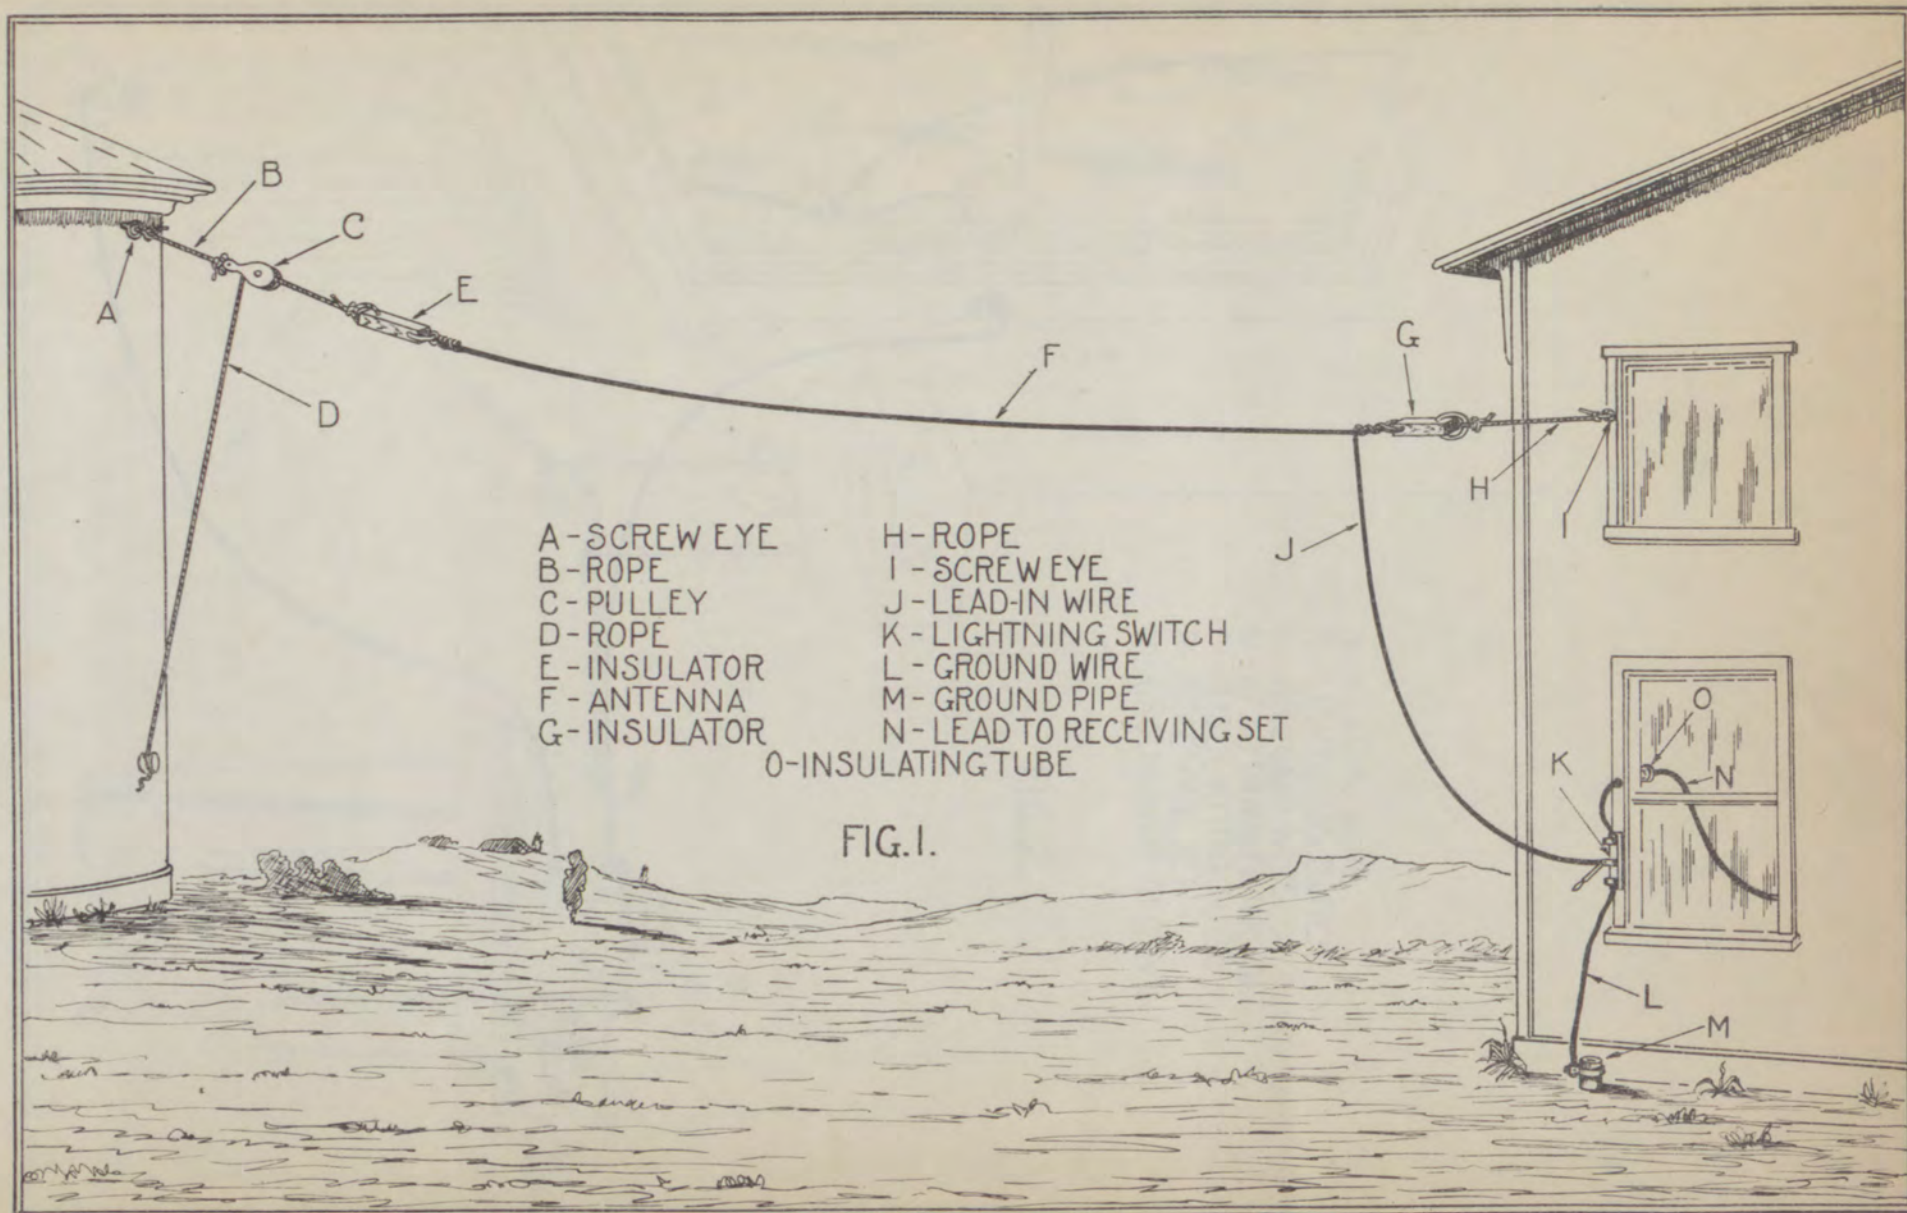 B
C
A
E
D
F
G
H
I
J
A-SCREW EYE
B-ROPE
C-PULLEY
D-ROPE
E-INSULATOR
F-ANTENNA
G-INSULATOR
H-ROPE
I-SCREW EYE
J-LEAD-IN WIRE
K-LIGHTNING SWITCH
L-GROUND WIRE
M-GROUND PIPE
N-LEAD TO RECEIVING SET
O-INSULATING TUBE
FIG.1.
O
K
N
L
M